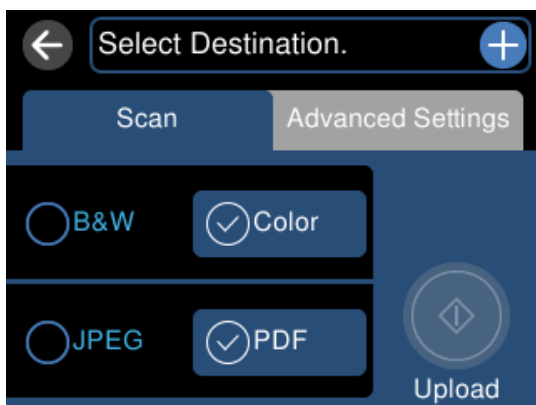 Select Destination.
Scan
Advanced Settings
B&W
Color
JPEG
PDF
Upload